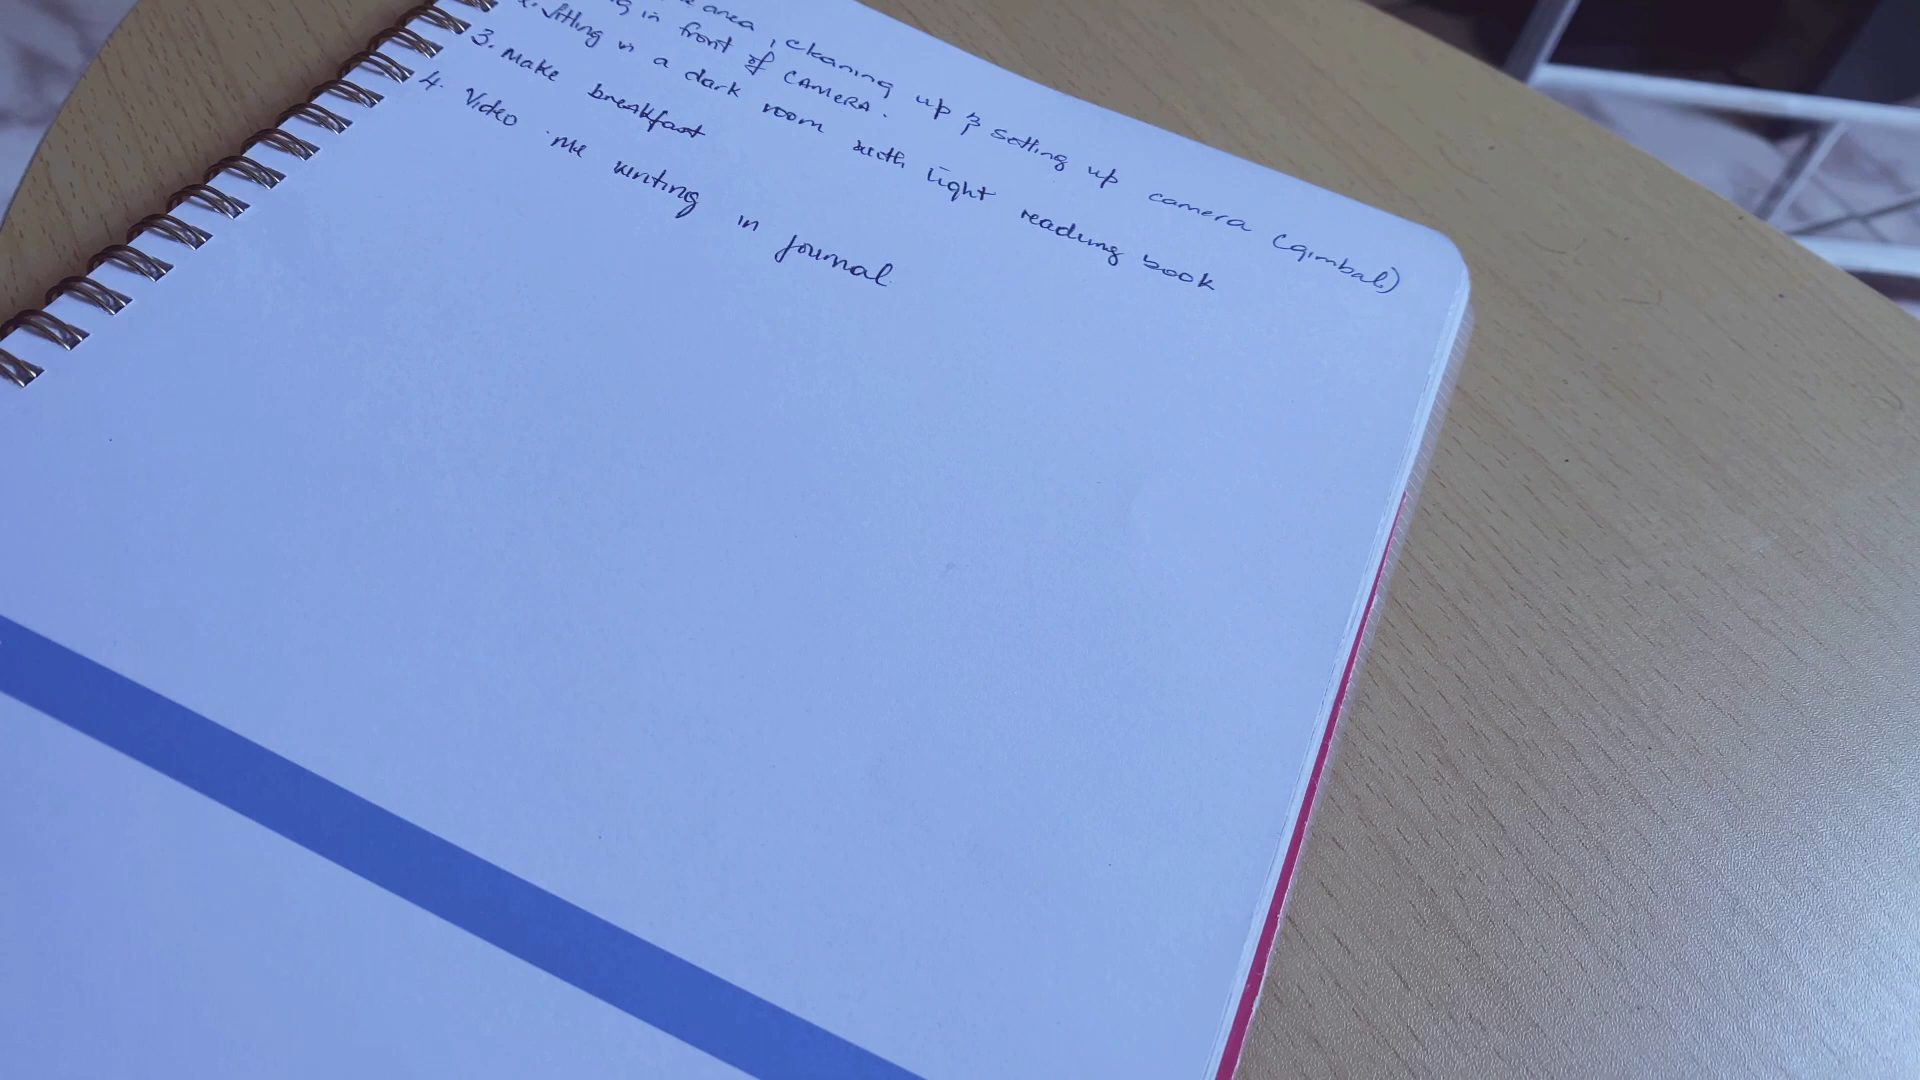 area, cleaning up & setting up camera (gimbal)
in front of CAMERA.
sitting in a dark room with light reading book
3. Make breakfast
4. Video me writing in journal